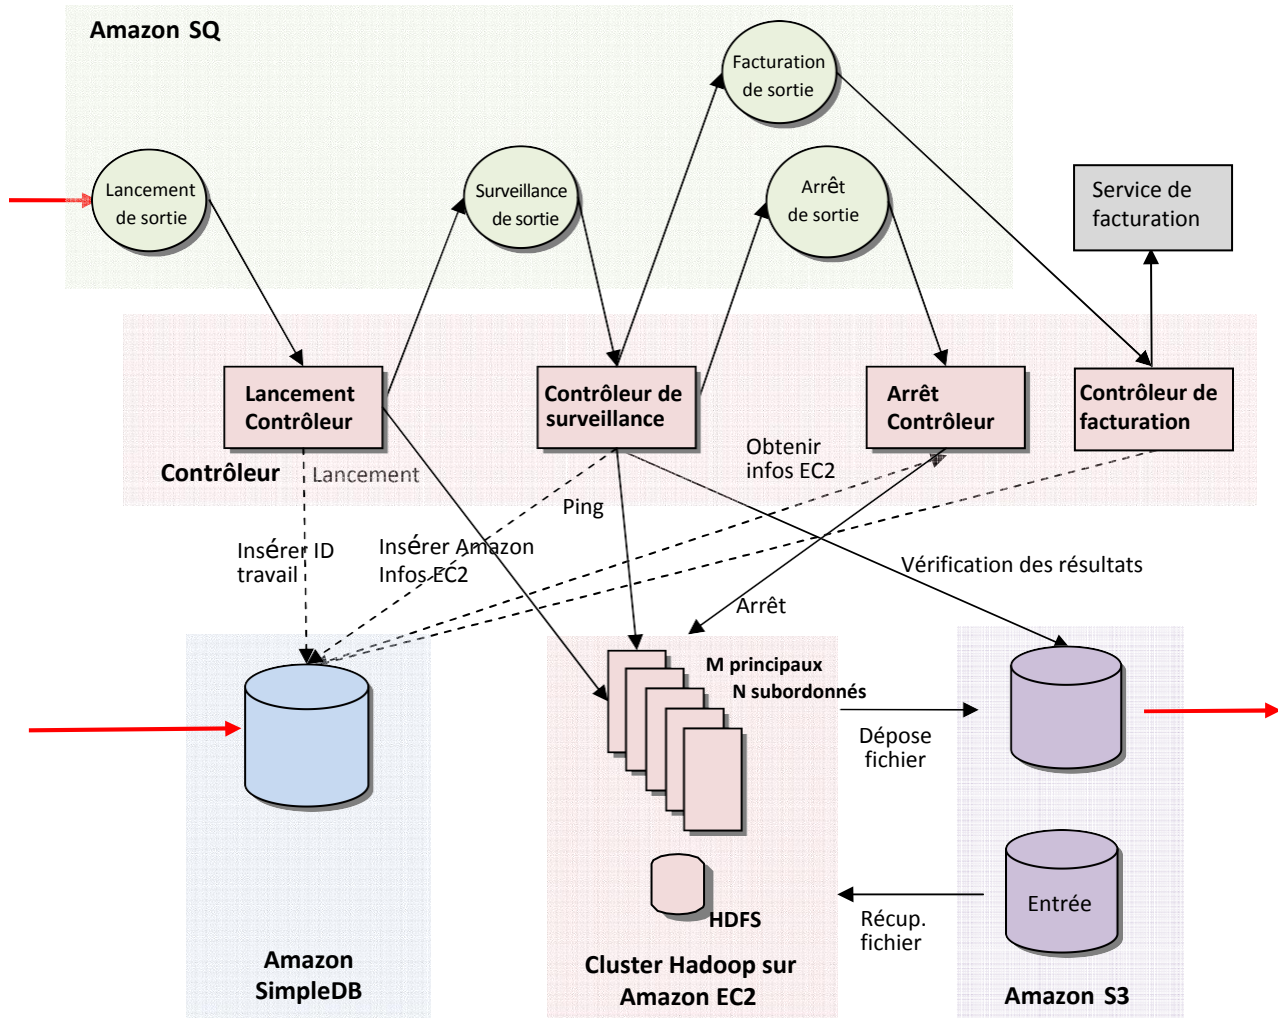 Amazon SQ
Facturation
de sortie
Lancement
de sortie
Surveillance
de sortie
Arrêt
de sortie
Service de
facturation
Lancement
Contrôleur
Contrôleur de
surveillance
Arrêt
Contrôleur
Contrôleur de
facturation
Contrôleur
Lancement
Obtenir
infos EC2
Ping
Insérer ID
travail
Insérer Amazon
Infos EC2
Vérification des résultats
Arrêt
M principaux
N subordonnés
Dépose
fichier
HDFS
Récup.
fichier
Entrée
Amazon
SimpleDB
Cluster Hadoop sur
Amazon EC2
Amazon S3